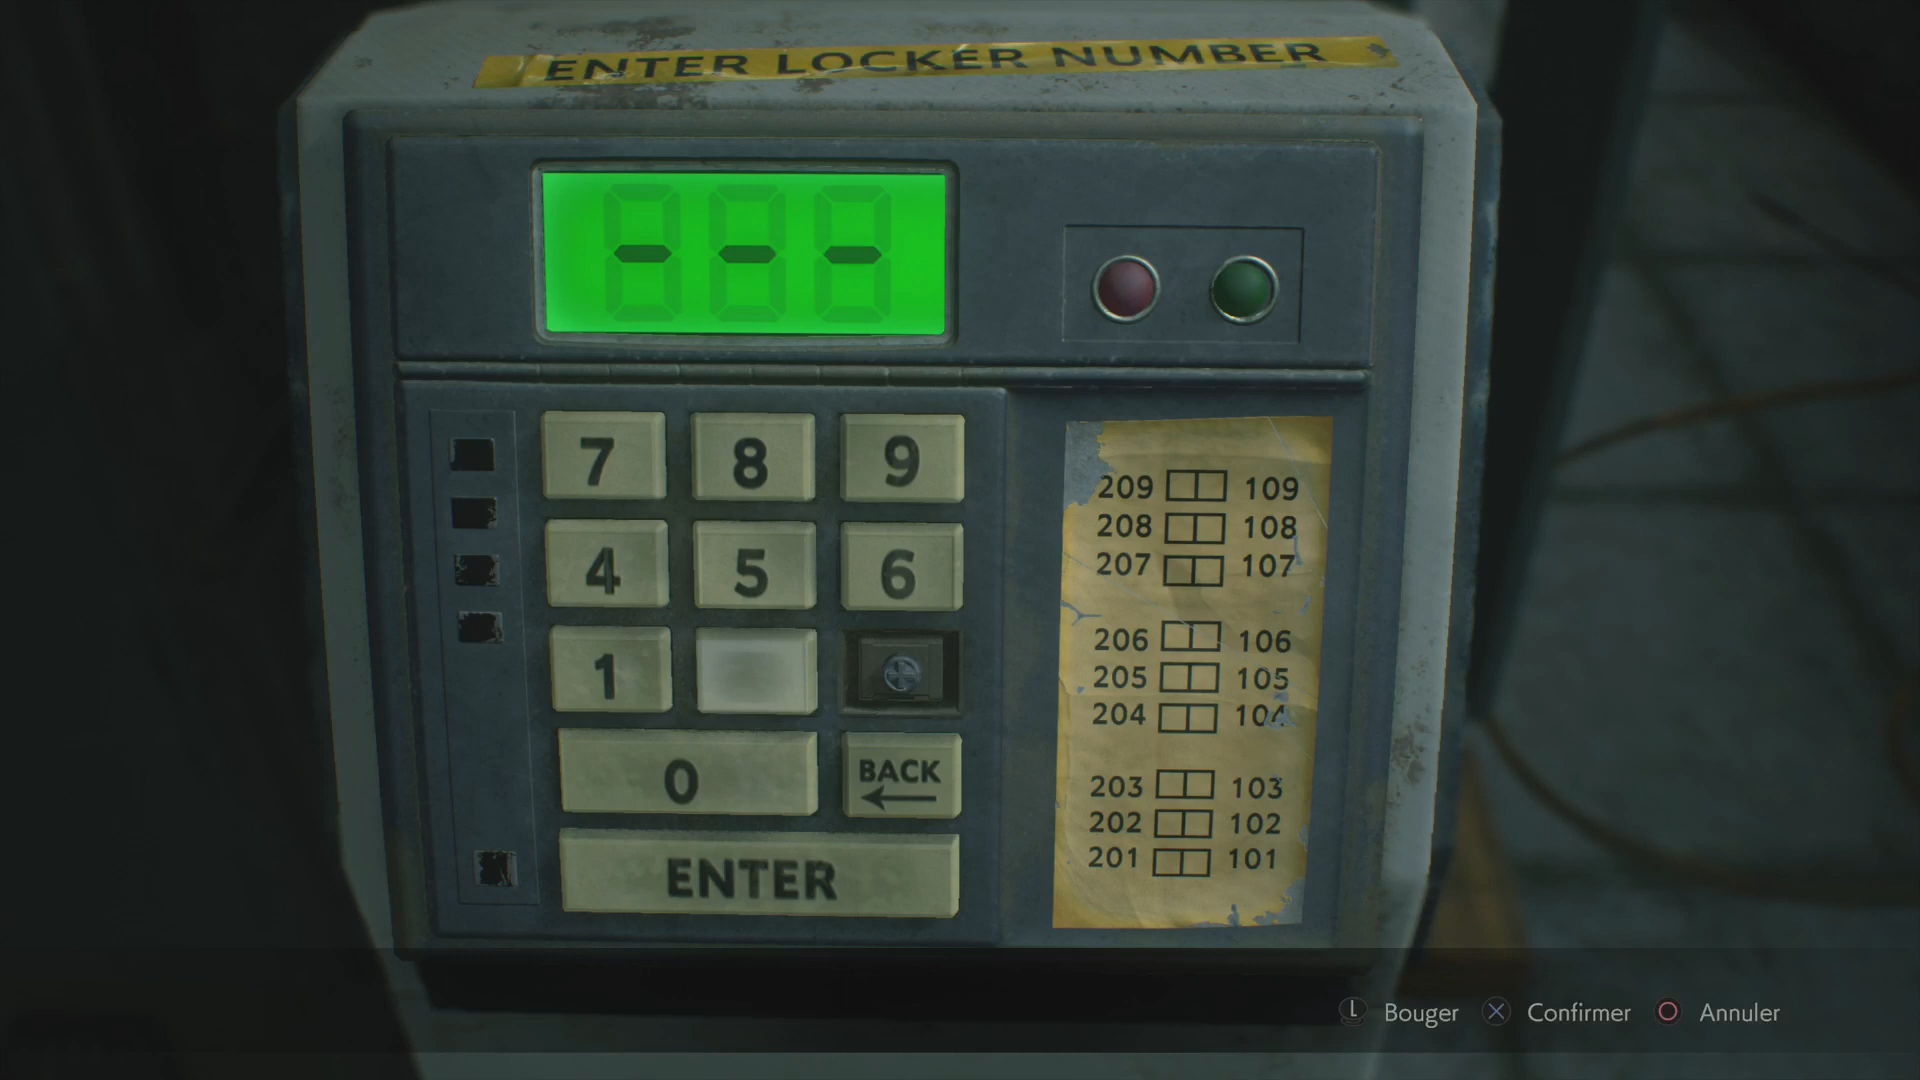 ENTER LOCKER NUMBER
7 8 9
4 5 6
1
0 BACK
ENTER
209 109
208 108
207 107
206 106
205 105
204 104
203 103
202 102
201 101
L Bouger Confirmer Annuler